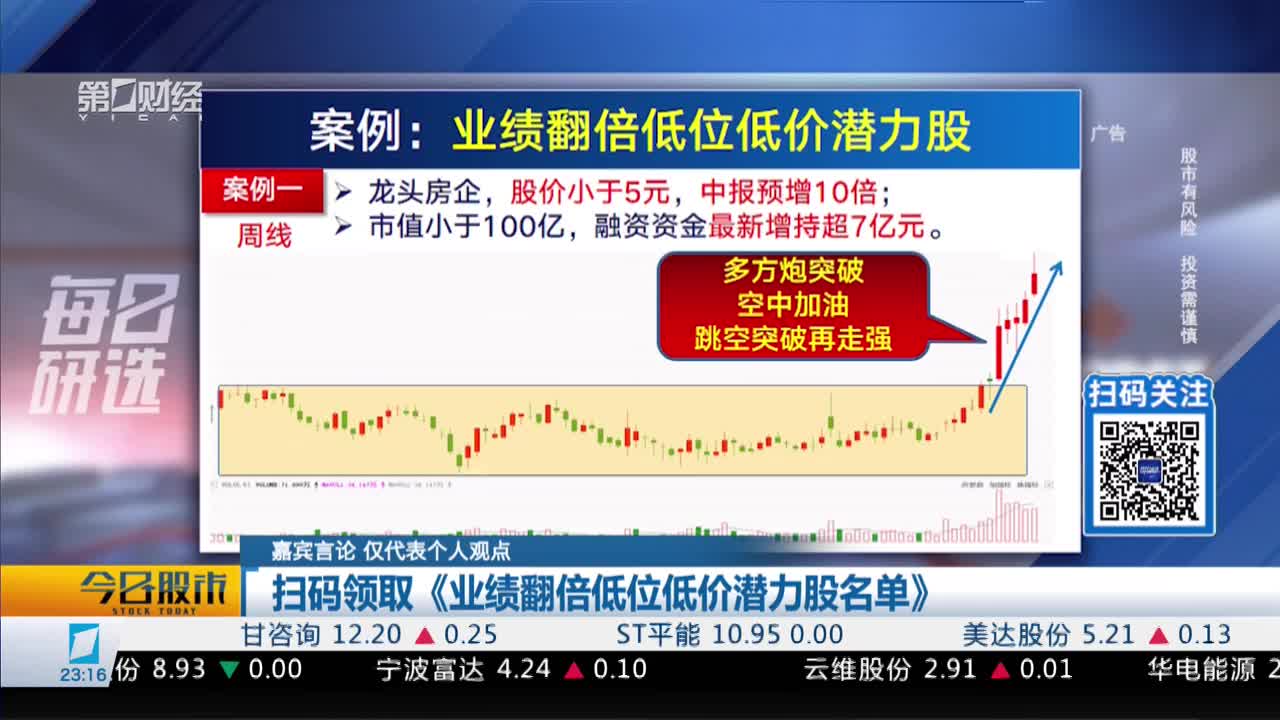 第一财经
YICAI
案例：业绩翻倍低位低价潜力股
广告
股市有风险 投资需谨慎
案例一
周线
➢ 龙头房企，股价小于5元，中报预增10倍；
➢ 市值小于100亿，融资资金最新增持超7亿元。
多方炮突破
空中加油
跳空突破再走强
每日
研选
扫码关注
嘉宾言论 仅代表个人观点
今日股市
STOCK TODAY
扫码领取《业绩翻倍低位低价潜力股名单》
甘咨询 12.20 ▲ 0.25 ST平能 10.95 0.00 美达股份 5.21 ▲ 0.13
23:16
份 8.93 ▼ 0.00 宁波富达 4.24 ▲ 0.10 云维股份 2.91 ▲ 0.01 华电能源 2